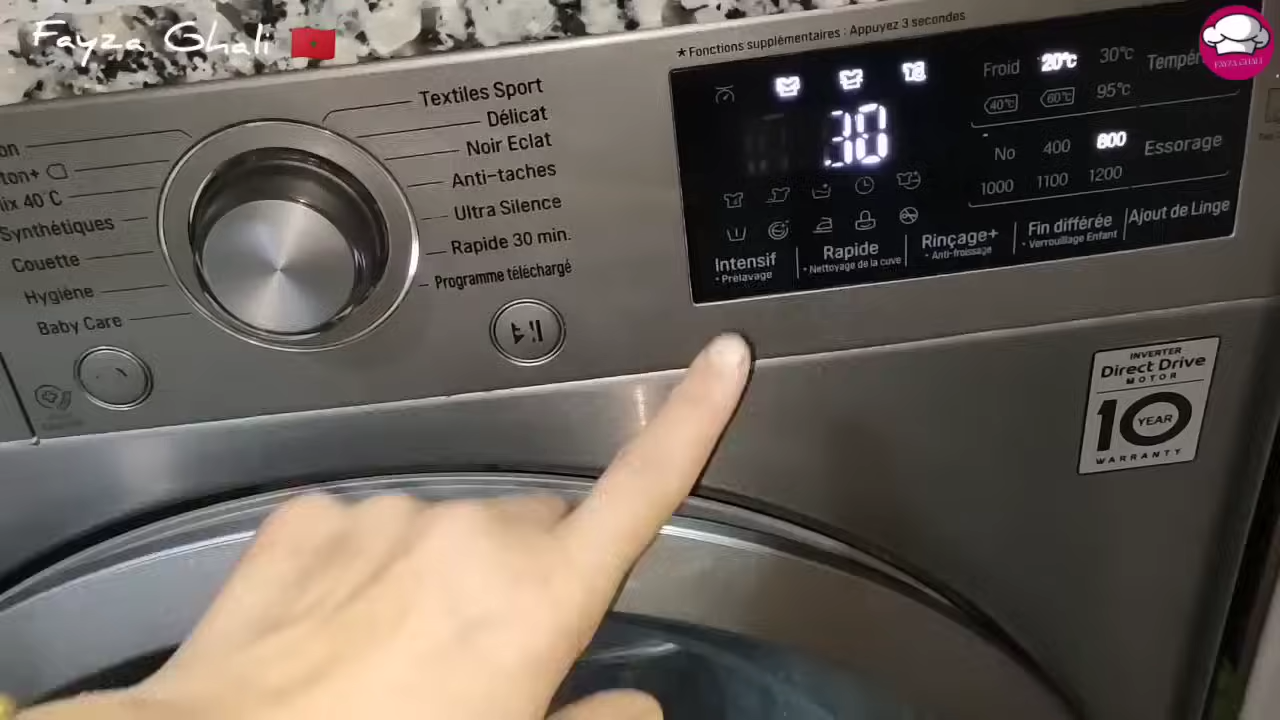 Fayza Ghali
FAYZA GHALI
★Fonctions supplémentaires : Appuyez 3 secondes
Textiles Sport
Délicat
Noir Eclat
Anti-taches
Ultra Silence
Rapide 30 min.
Programme téléchargé
40°C
Synthétiques
Couette
Hygiène
Baby Care
30
Froid 20°c 30°c
40°c 60°c 95°c
No 400 800 Essorage
1000 1100 1200
Intensif
• Prélavage
Rapide
• Nettoyage de la cuve
Rinçage+
• Anti-froissage
Fin différée
• Verrouillage Enfant
Ajout de Linge
INVERTER
Direct Drive
MOTOR
10 YEAR
WARRANTY